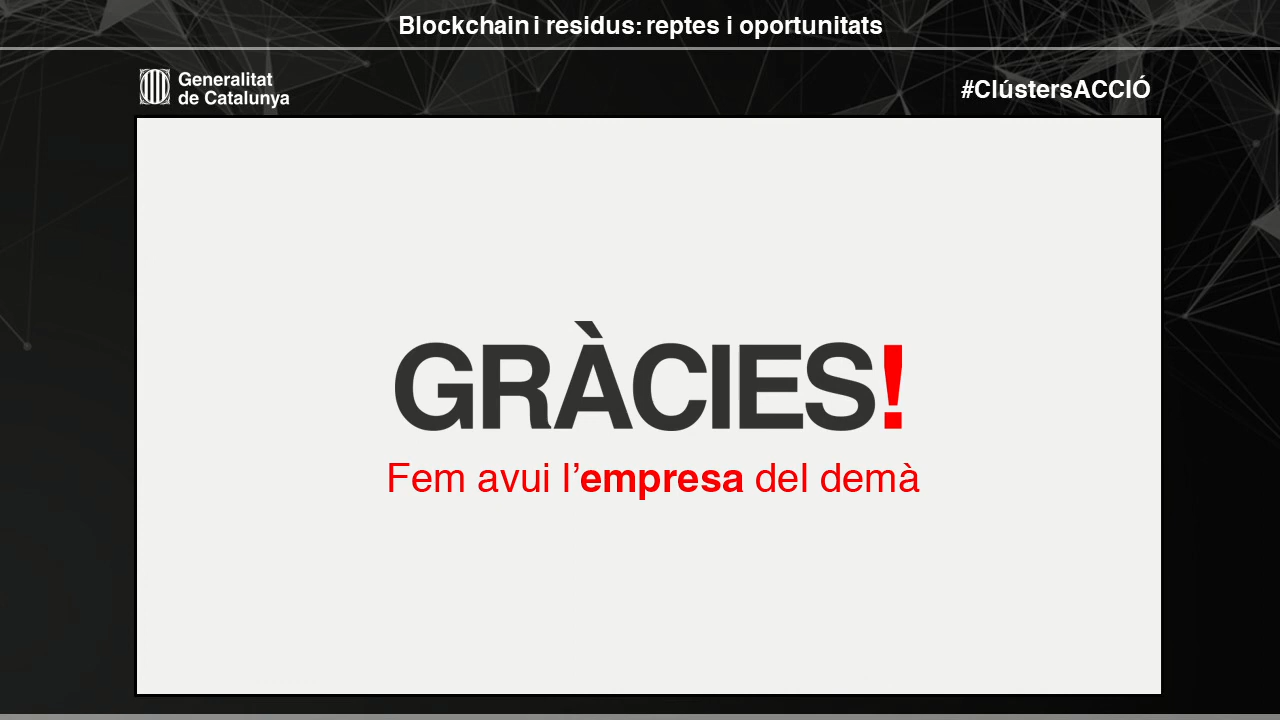 Blockchain i residus: reptes i oportunitats
Generalitat
de Catalunya
#ClústersACCIÓ
GRÀCIES!
Fem avui l’empresa del demà